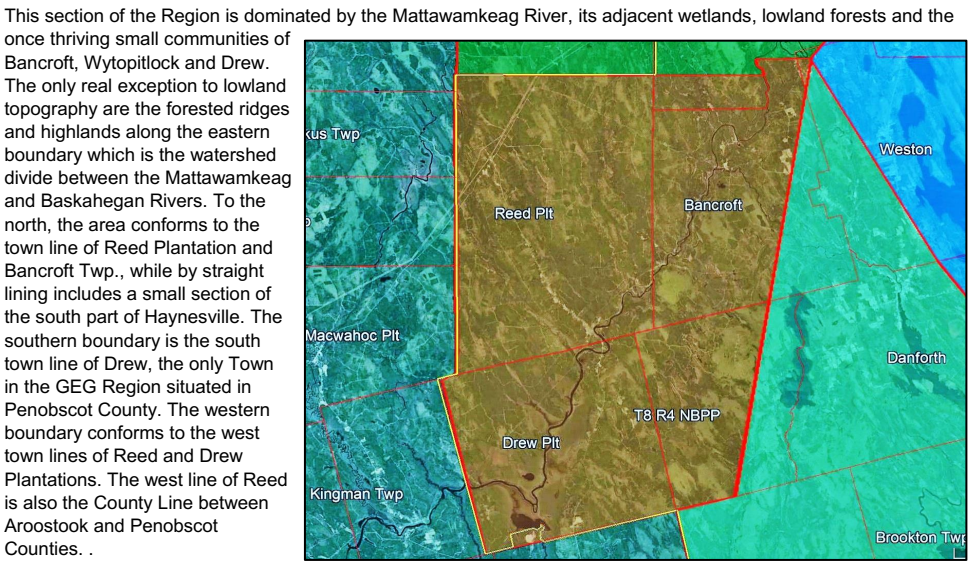 This section of the Region is dominated by the Mattawamkeag River, its adjacent wetlands, lowland forests and the
once thriving small communities of
Bancroft, Wytopitlock and Drew.
The only real exception to lowland
topography are the forested ridges
and highlands along the eastern
boundary which is the watershed
divide between the Mattawamkeag
and Baskahegan Rivers. To the
north, the area conforms to the
town line of Reed Plantation and
Bancroft Twp., while by straight
lining includes a small section of
the south part of Haynesville. The
southern boundary is the south
town line of Drew, the only Town
in the GEG Region situated in
Penobscot County. The western
boundary conforms to the west
town lines of Reed and Drew
Plantations. The west line of Reed
is also the County Line between
Aroostook and Penobscot
Counties. .
kus Twp
Weston
Bancroft
Reed Plt
Macwahoc Plt
Danforth
T8 R4 NBPP
Drew Plt
Kingman Twp
Brookton Twp